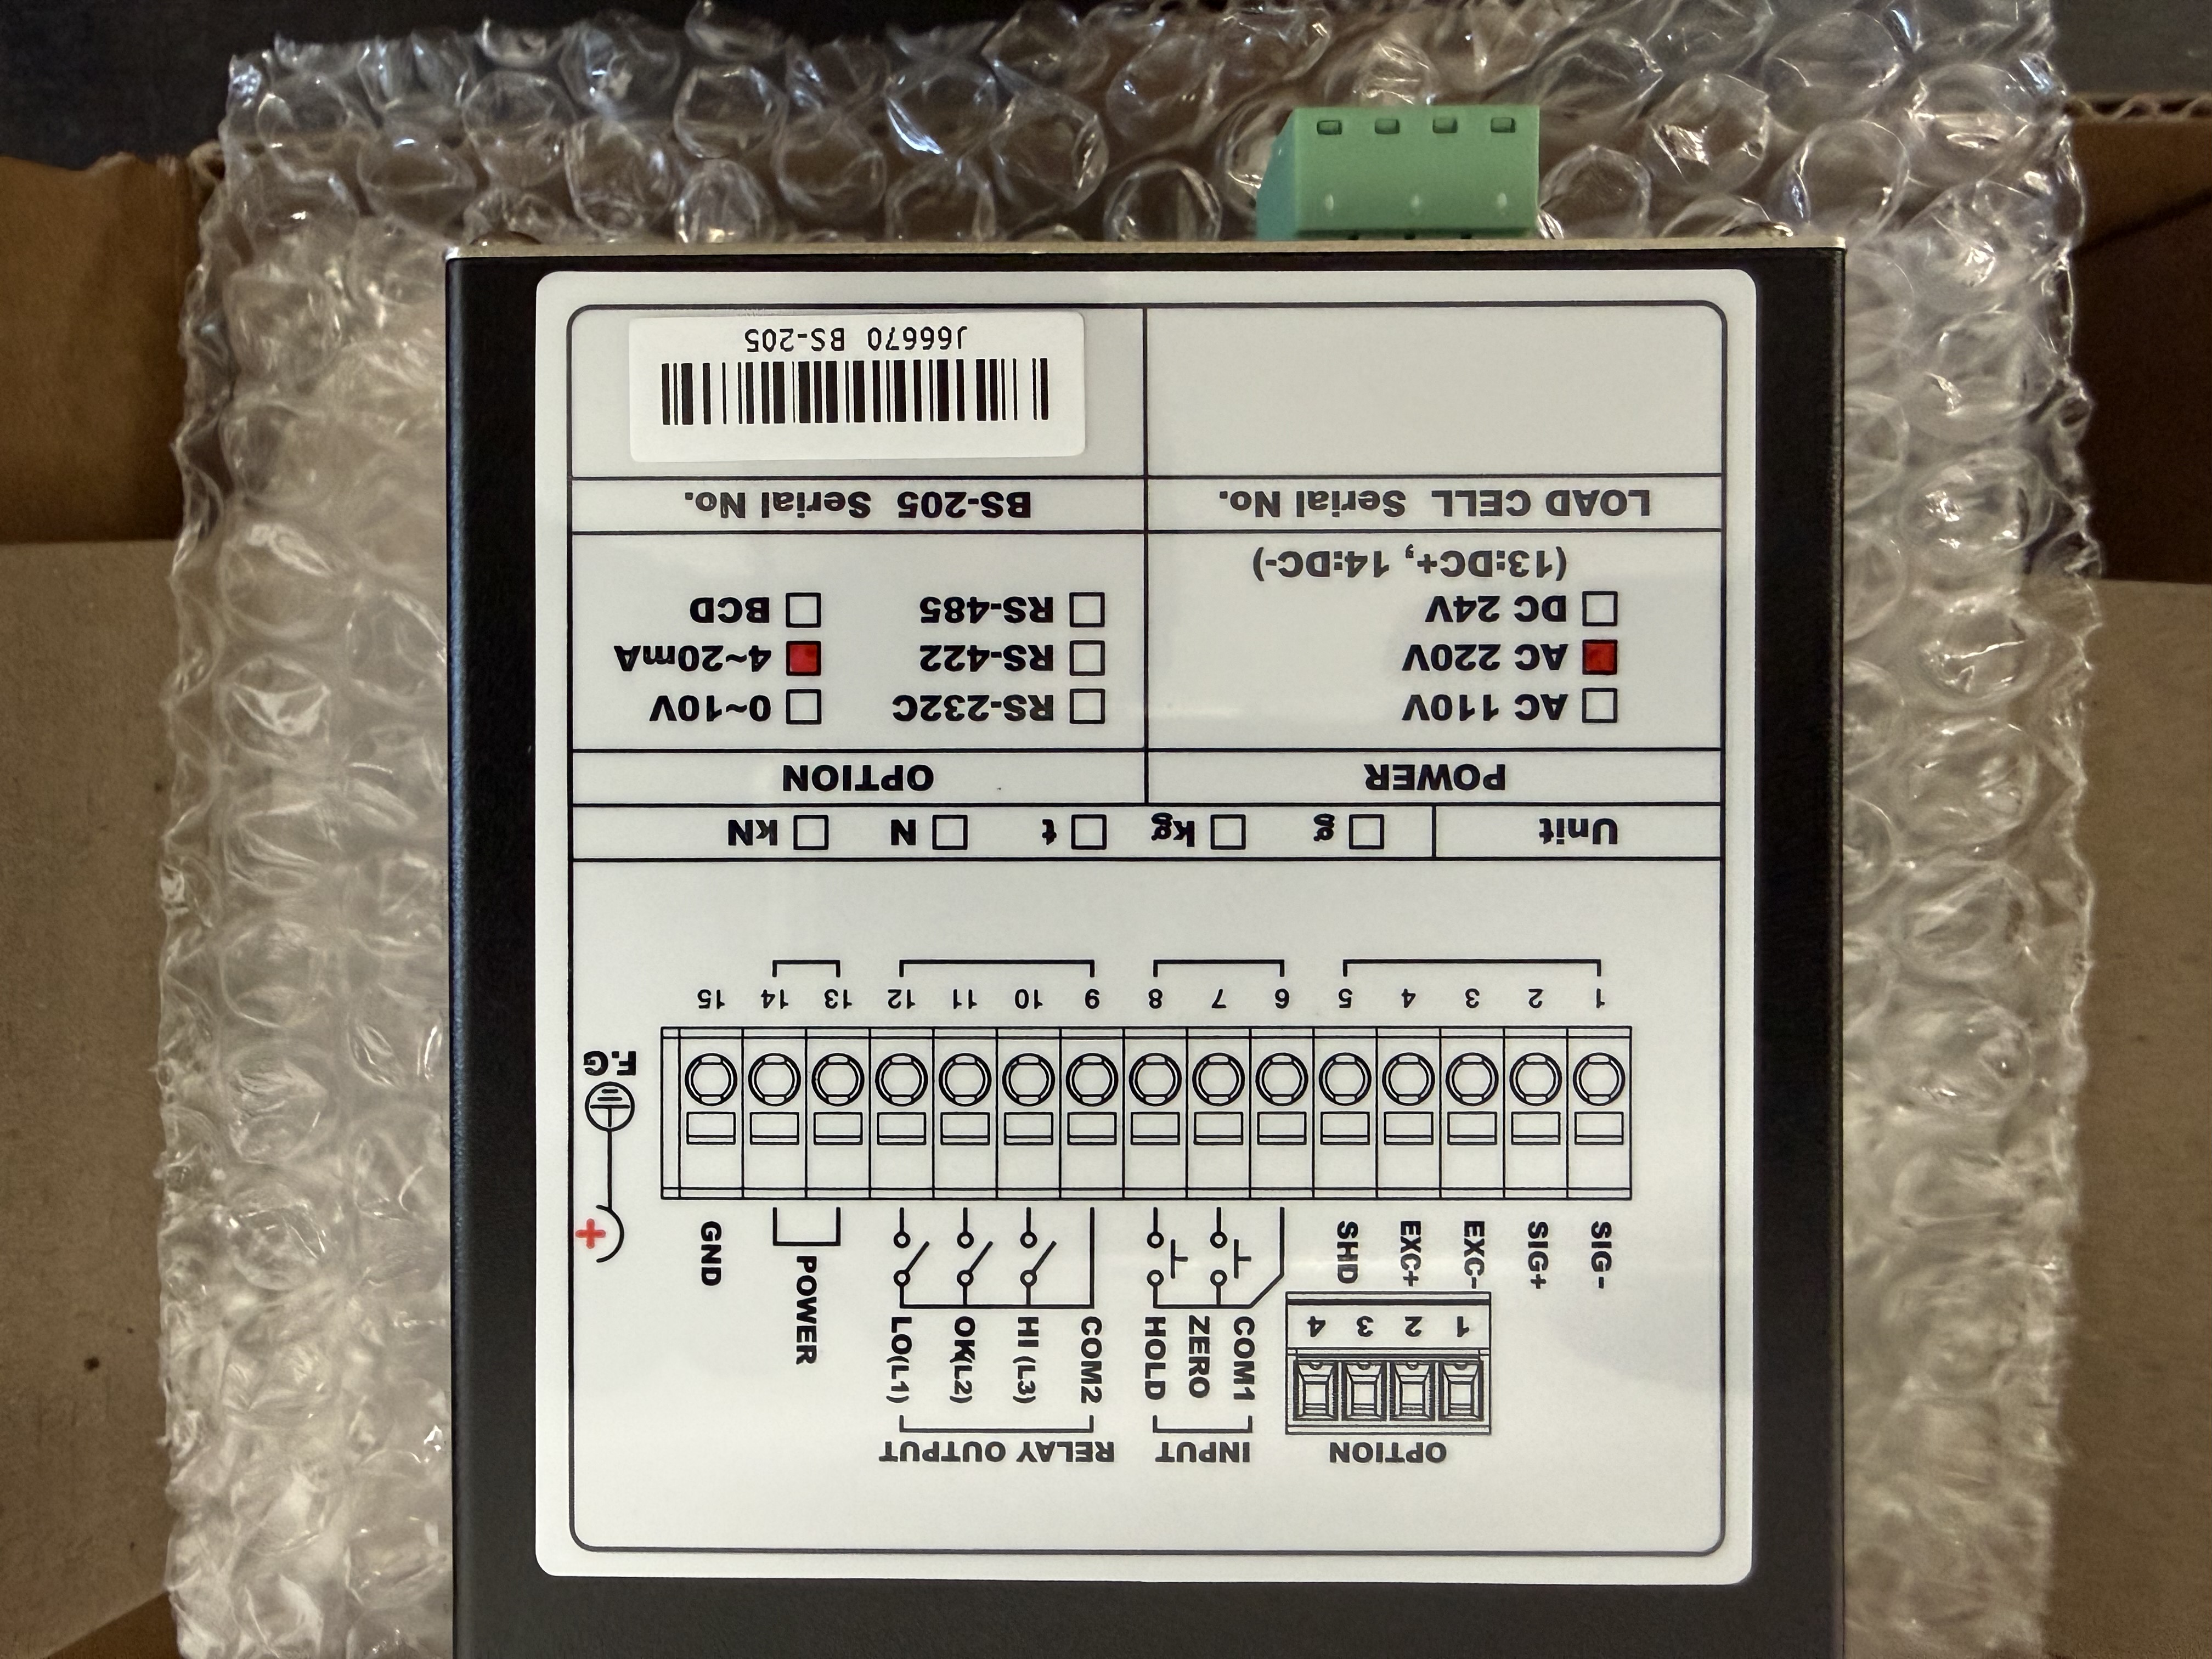 OPTION
INPUT
RELAY OUTPUT
1 2 3 4
COM1
ZERO
HOLD
COM2
HI (L3)
OK(L2)
LO(L1)
POWER
SIG-
SIG+
EXC-
EXC+
SHD
GND
F.G
1 2 3 4 5 6 7 8 9 10 11 12 13 14 15
Unit g kg t N kN
POWER
AC 110V
AC 220V
DC 24V
(13:DC+, 14:DC-)
OPTION
RS-232C 0~10V
RS-422 4~20mA
RS-485 BCD
LOAD CELL Serial No.
BS-205 Serial No.
J66670 BS-205